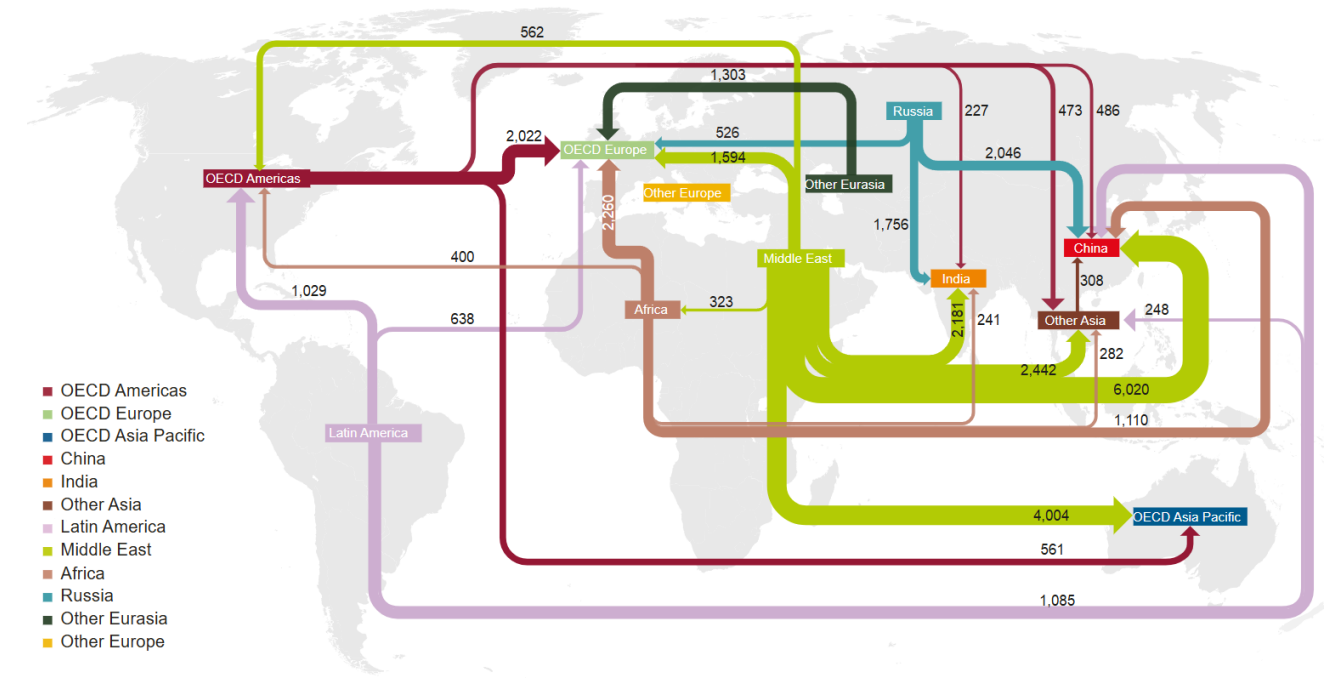 562
1,303
227
473
486
2,022
526
2,046
OECD Europe
1,594
Russia
OECD Americas
Other Europe
Other Eurasia
2,260
1,756
China
Middle East
400
India
308
1,029
Africa
323
638
2,181
241
Other Asia
248
282
2,442
6,020
1,110
Latin America
4,004
OECD Asia Pacific
561
1,085
OECD Americas
OECD Europe
OECD Asia Pacific
China
India
Other Asia
Latin America
Middle East
Africa
Russia
Other Eurasia
Other Europe